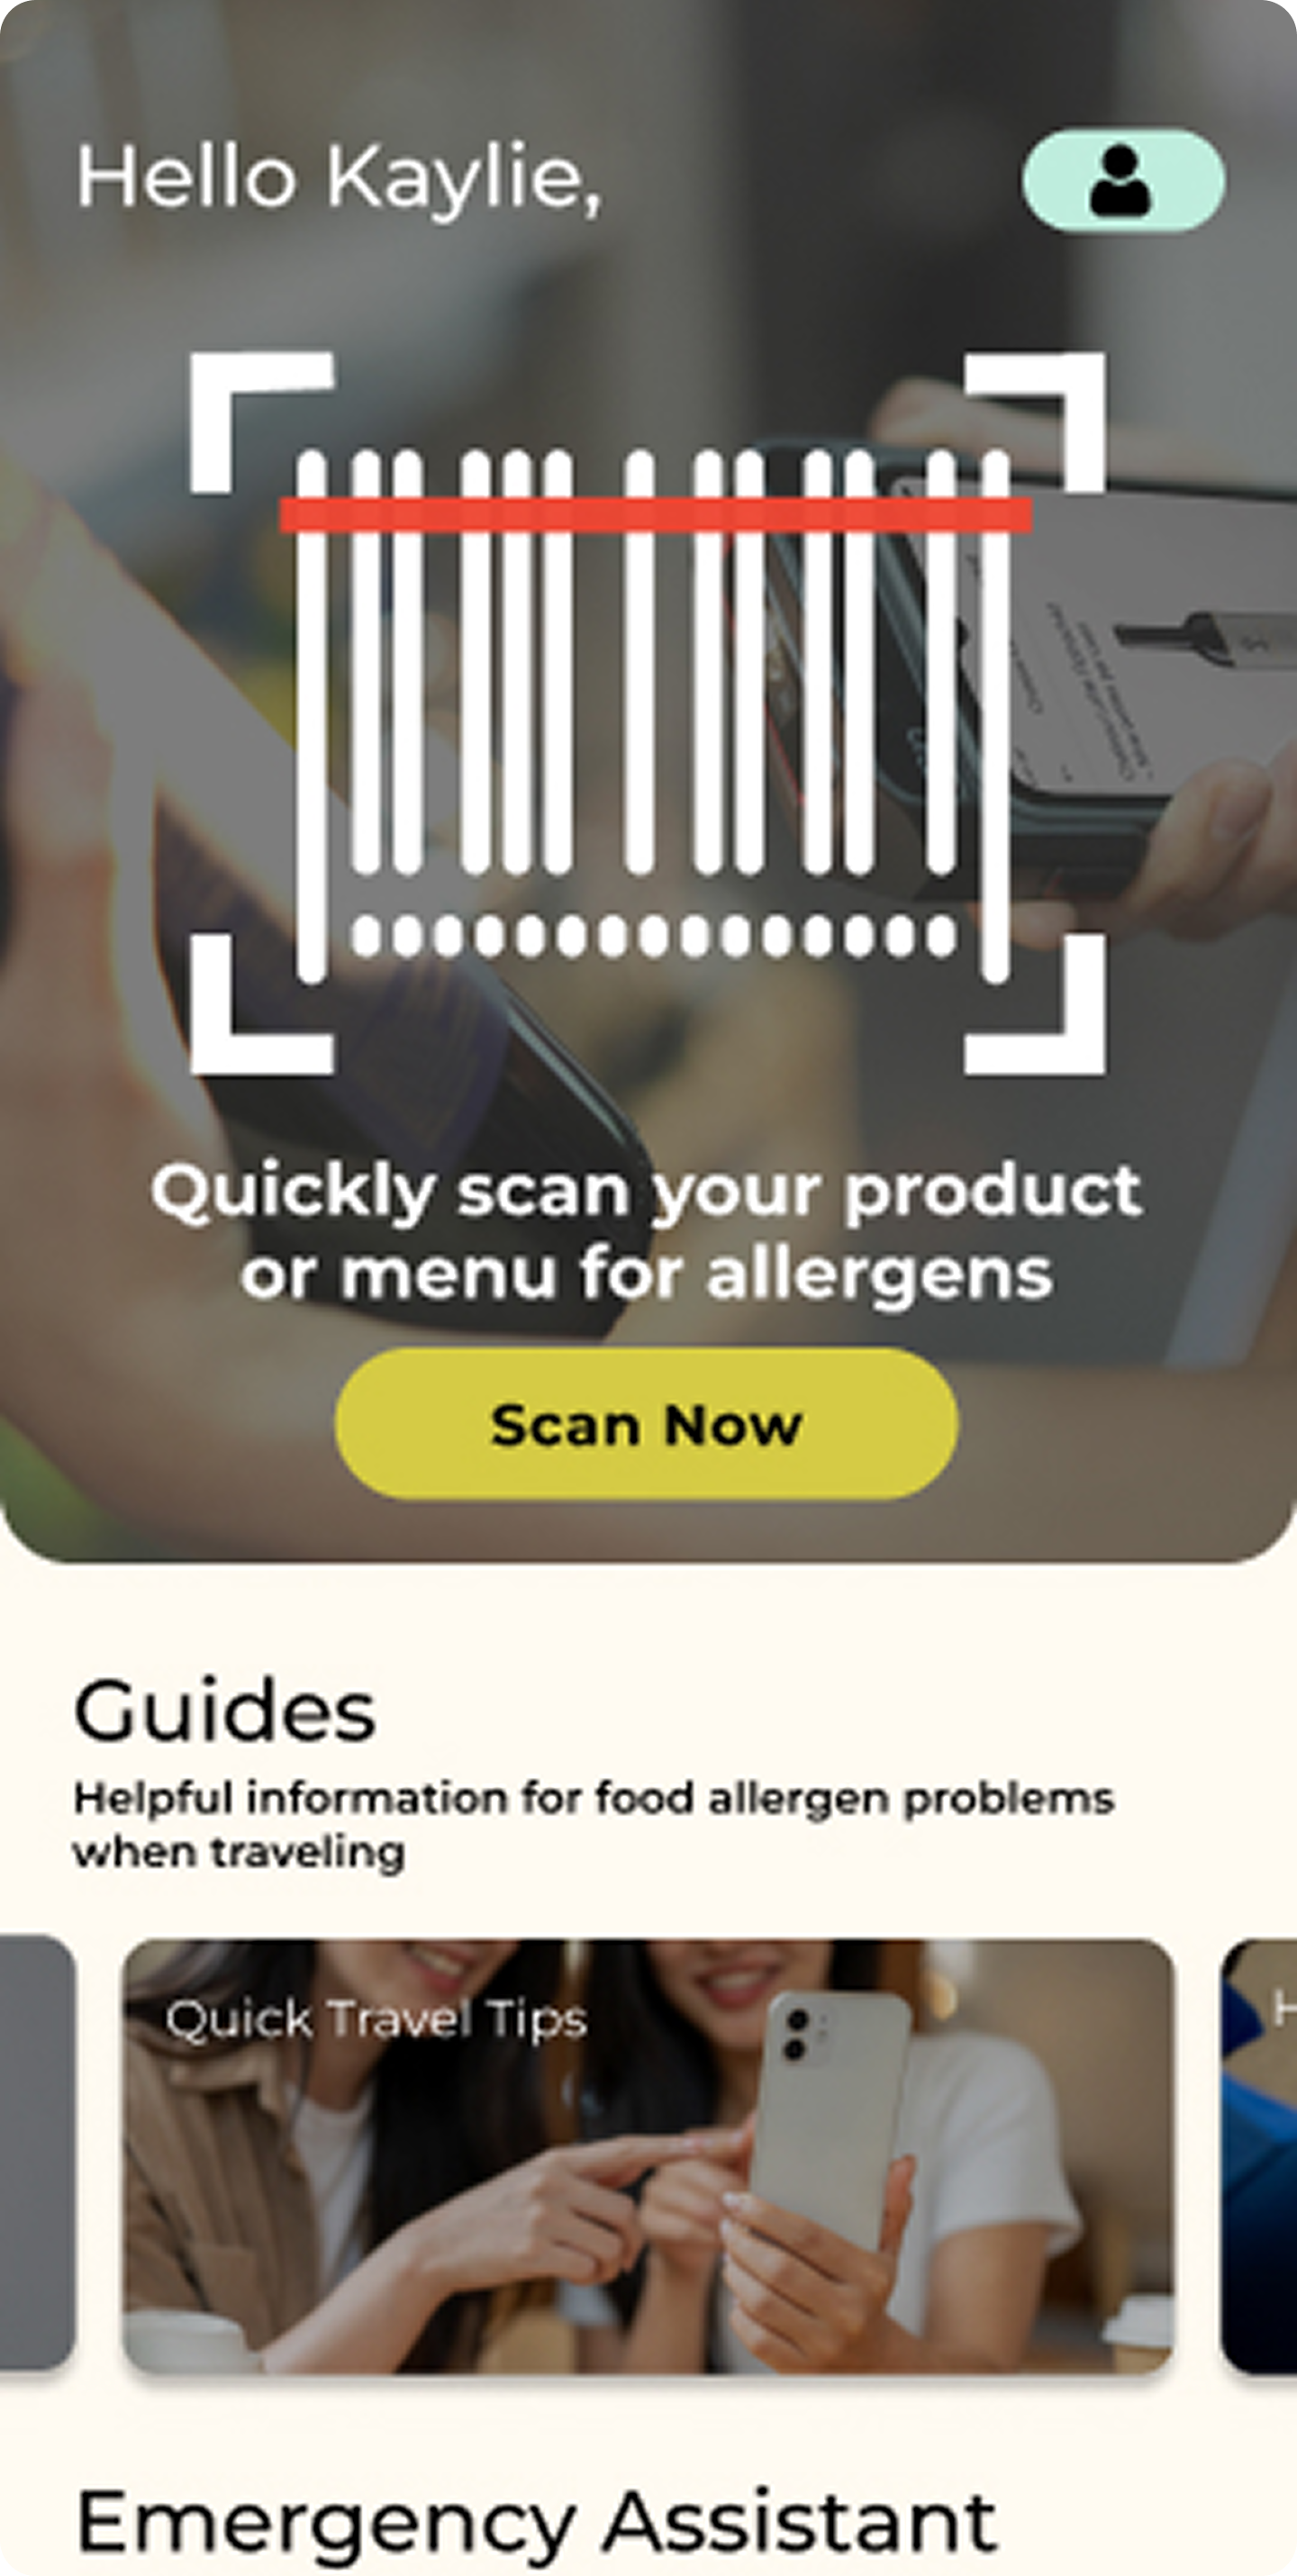 Hello Kaylie,
Quickly scan your product
or menu for allergens
Scan Now
Guides
Helpful information for food allergen problems
when traveling
Quick Travel Tips
H
Emergency Assistant